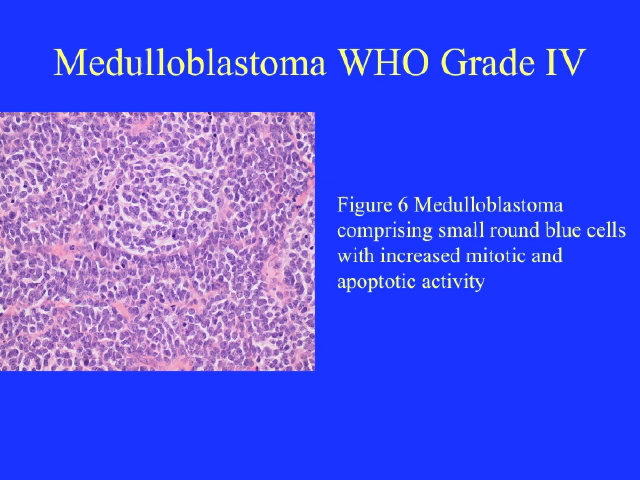 Medulloblastoma WHO Grade IV
Figure 6 Medulloblastoma
comprising small round blue cells
with increased mitotic and
apoptotic activity